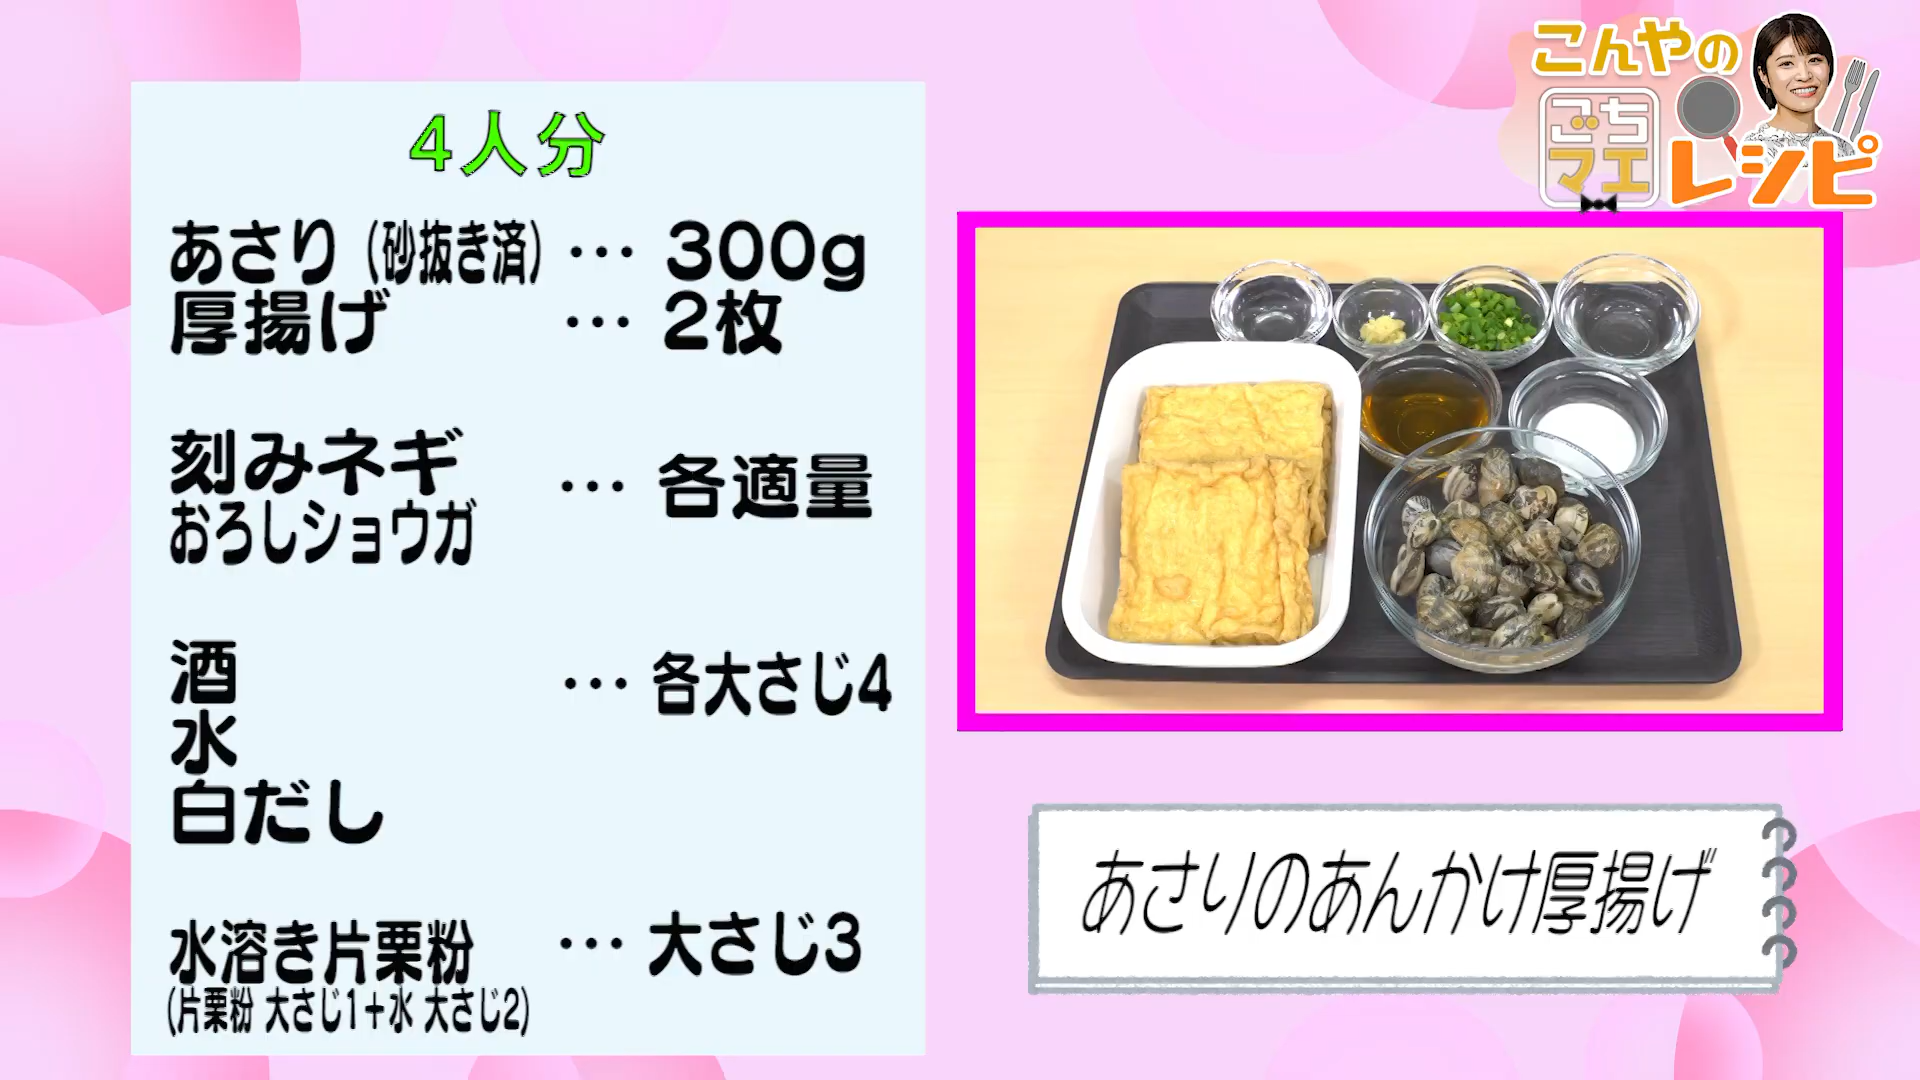 4人分
あさり（砂抜き済）… 300g
厚揚げ … 2枚
刻みネギ
おろしショウガ … 各適量
酒 … 各大さじ4
水
白だし
水溶き片栗粉 … 大さじ3
(片栗粉 大さじ1+水 大さじ2)
こんやの
ごち
マエ
レシピ
あさりのあんかけ厚揚げ